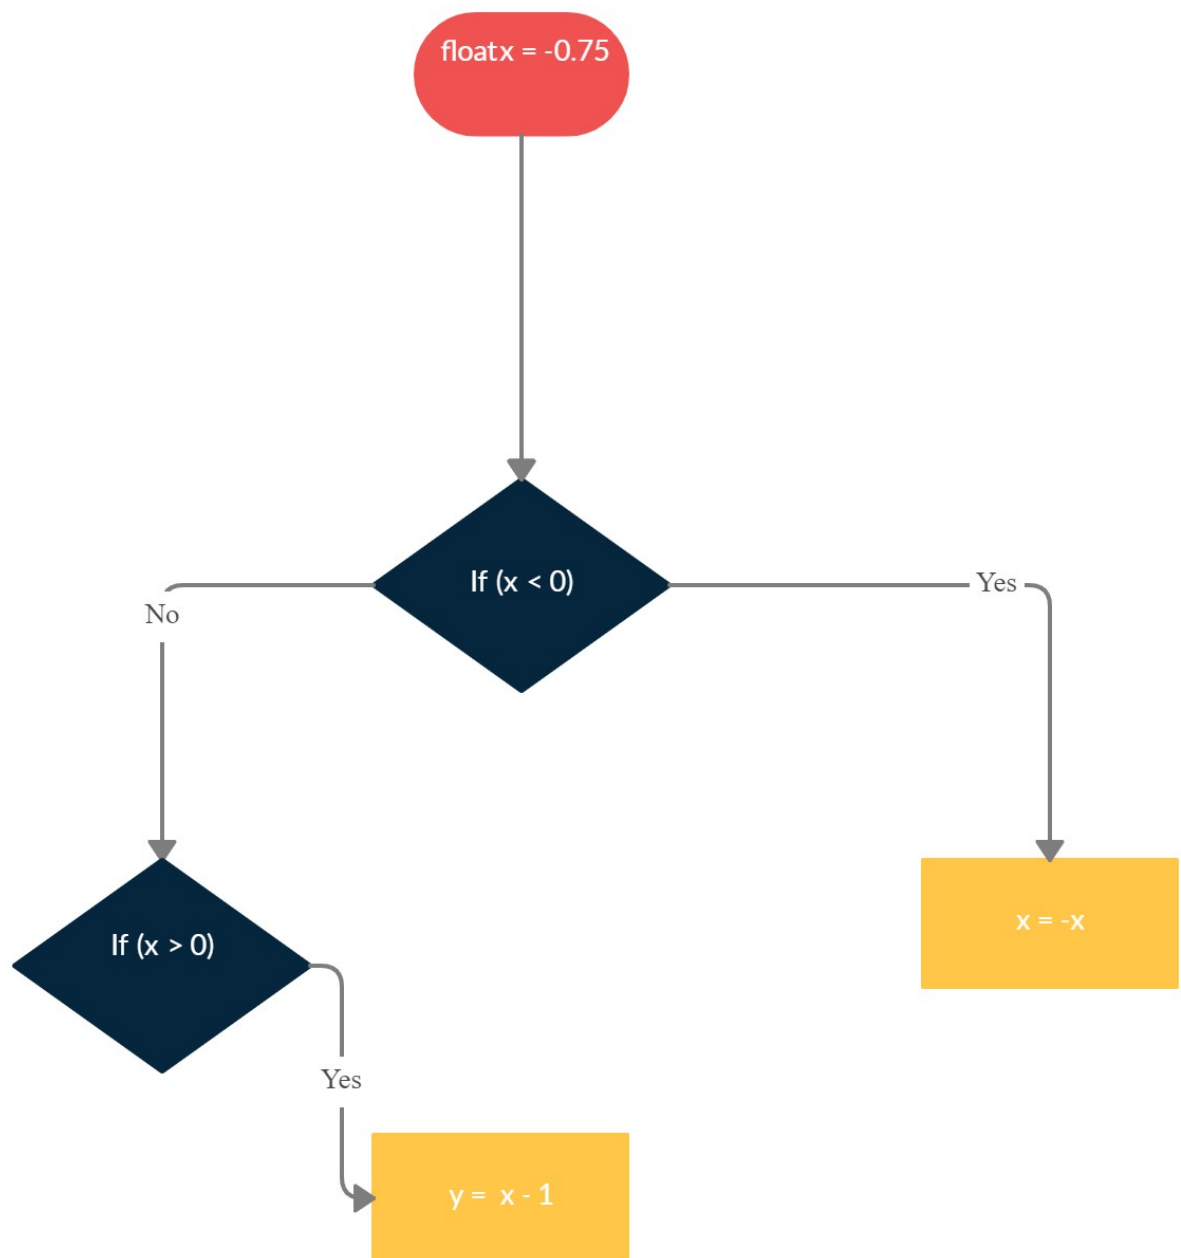 floatx = -0.75
If (x < 0)
Yes
No
x = -x
If (x > 0)
Yes
y = x - 1